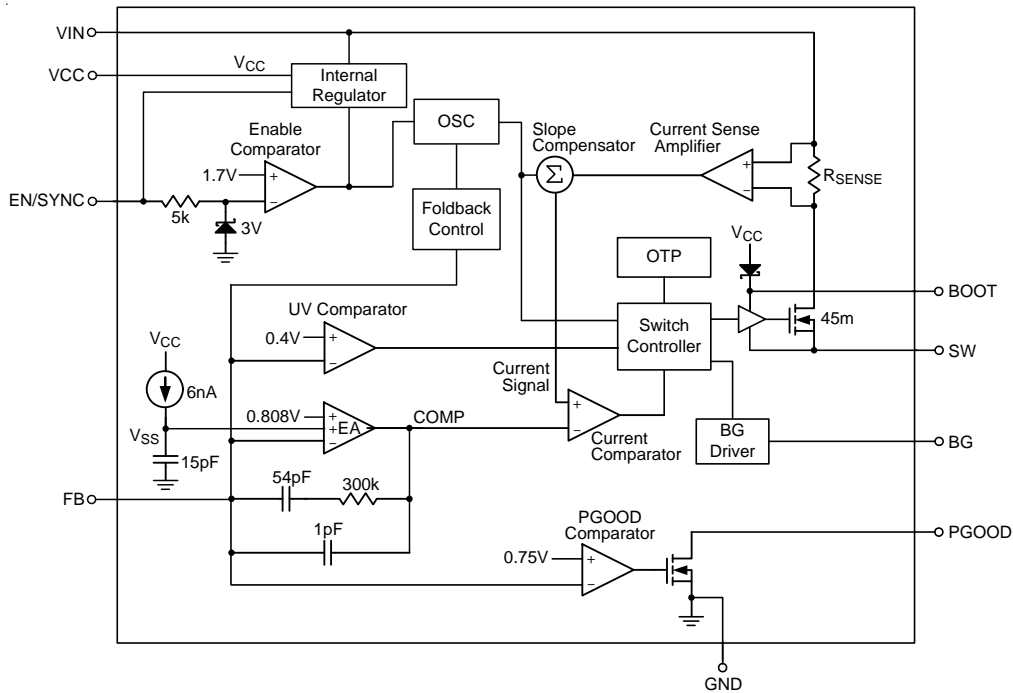 VIN
VCC
VCC
Internal
Regulator
OSC
Slope
Compensator
Current Sense
Amplifier
Enable
Comparator
1.7V
+
−
Σ
+
−
RSENSE
EN/SYNC
5k
3V
Foldback
Control
VCC
OTP
BOOT
UV Comparator
0.4V
+
−
Switch
Controller
45m
SW
VCC
6nA
Current
Signal
0.808V
+
+EA
−
COMP
+
−
Current
Comparator
BG
Driver
BG
VSS
15pF
54pF
300k
FB
1pF
PGOOD
Comparator
0.75V
+
−
PGOOD
GND